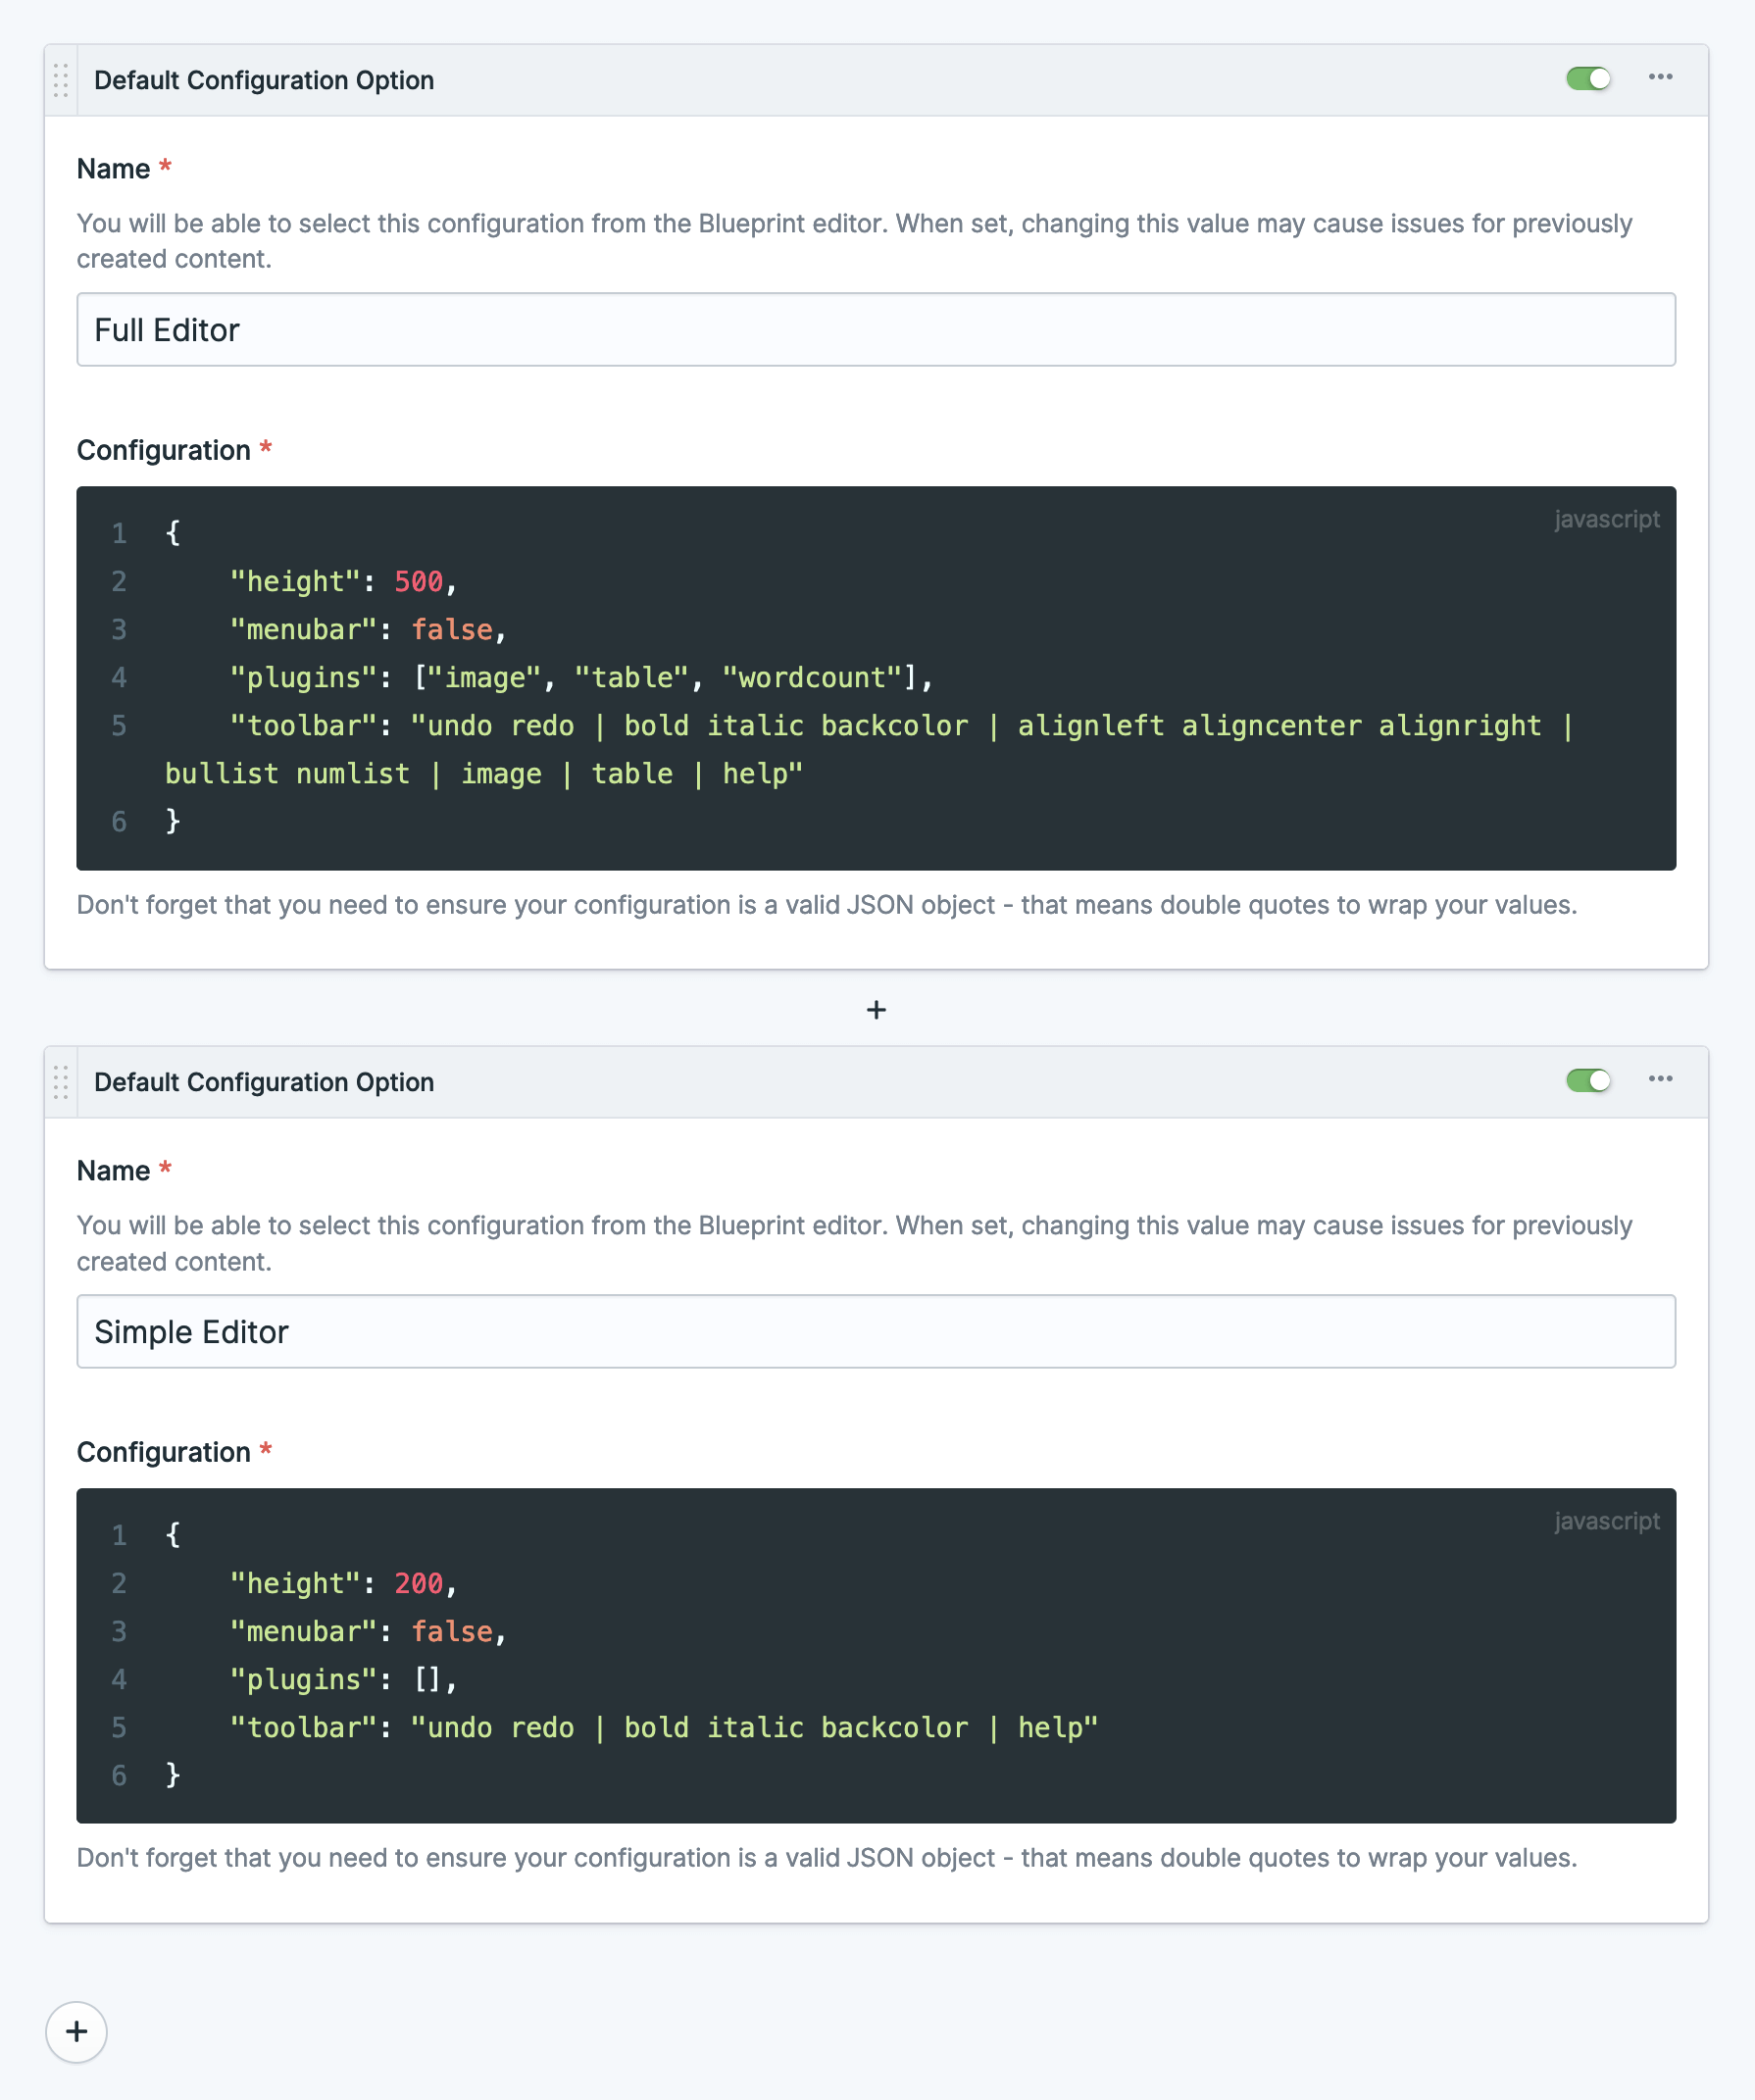 Default Configuration Option
Name *
You will be able to select this configuration from the Blueprint editor. When set, changing this value may cause issues for previously
created content.
Full Editor
Configuration *
javascript
1 {
2     "height": 500,
3     "menubar": false,
4     "plugins": ["image", "table", "wordcount"],
5     "toolbar": "undo redo | bold italic backcolor | alignleft aligncenter alignright |
bullist numlist | image | table | help"
6 }
Don't forget that you need to ensure your configuration is a valid JSON object - that means double quotes to wrap your values.
+
Default Configuration Option
Name *
You will be able to select this configuration from the Blueprint editor. When set, changing this value may cause issues for previously
created content.
Simple Editor
Configuration *
javascript
1 {
2     "height": 200,
3     "menubar": false,
4     "plugins": [],
5     "toolbar": "undo redo | bold italic backcolor | help"
6 }
Don't forget that you need to ensure your configuration is a valid JSON object - that means double quotes to wrap your values.
+